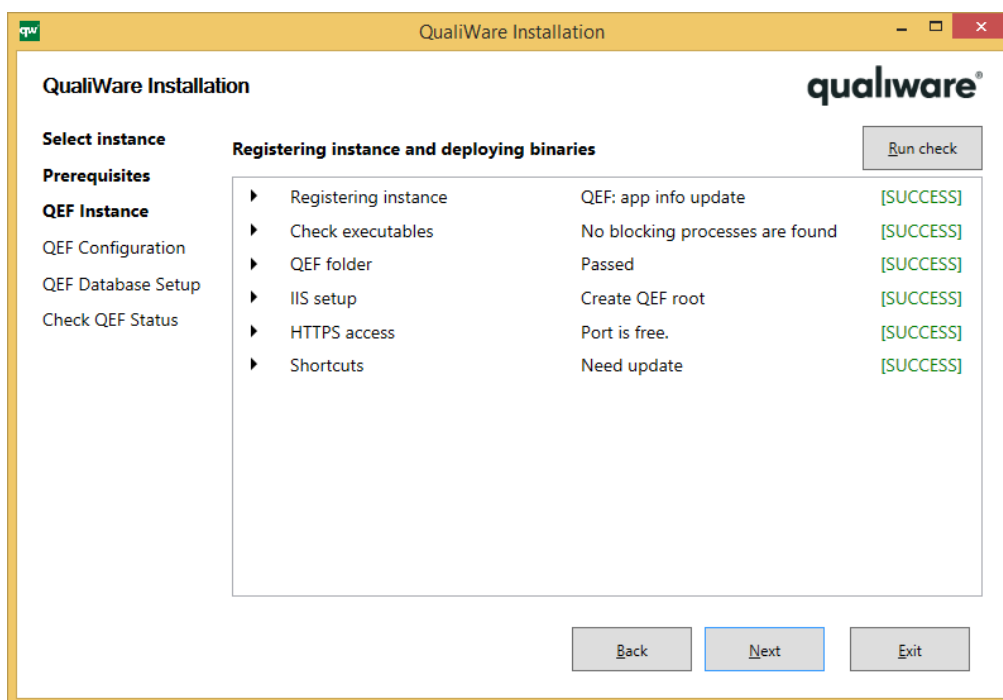 qw
QualiWare Installation
QualiWare Installation
qualiware®
Select instance
Prerequisites
QEF Instance
QEF Configuration
QEF Database Setup
Check QEF Status
Registering instance and deploying binaries
Run check
Registering instance QEF: app info update [SUCCESS]
Check executables No blocking processes are found [SUCCESS]
QEF folder Passed [SUCCESS]
IIS setup Create QEF root [SUCCESS]
HTTPS access Port is free. [SUCCESS]
Shortcuts Need update [SUCCESS]
Back Next Exit